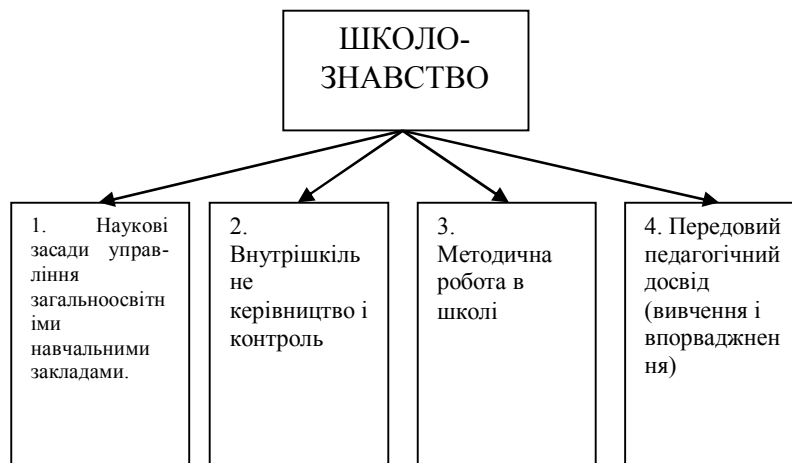 ШКОЛО-
ЗНАВСТВО
1. Наукові
засади управ-
ління
загальноосвітн
іми
навчальними
закладами.
2.
Внутрішкіль
не
керівництво і
контроль
3.
Методична
робота в
школі
4. Передовий
педагогічний
досвід
(вивчення і
впорваджнен
ня)